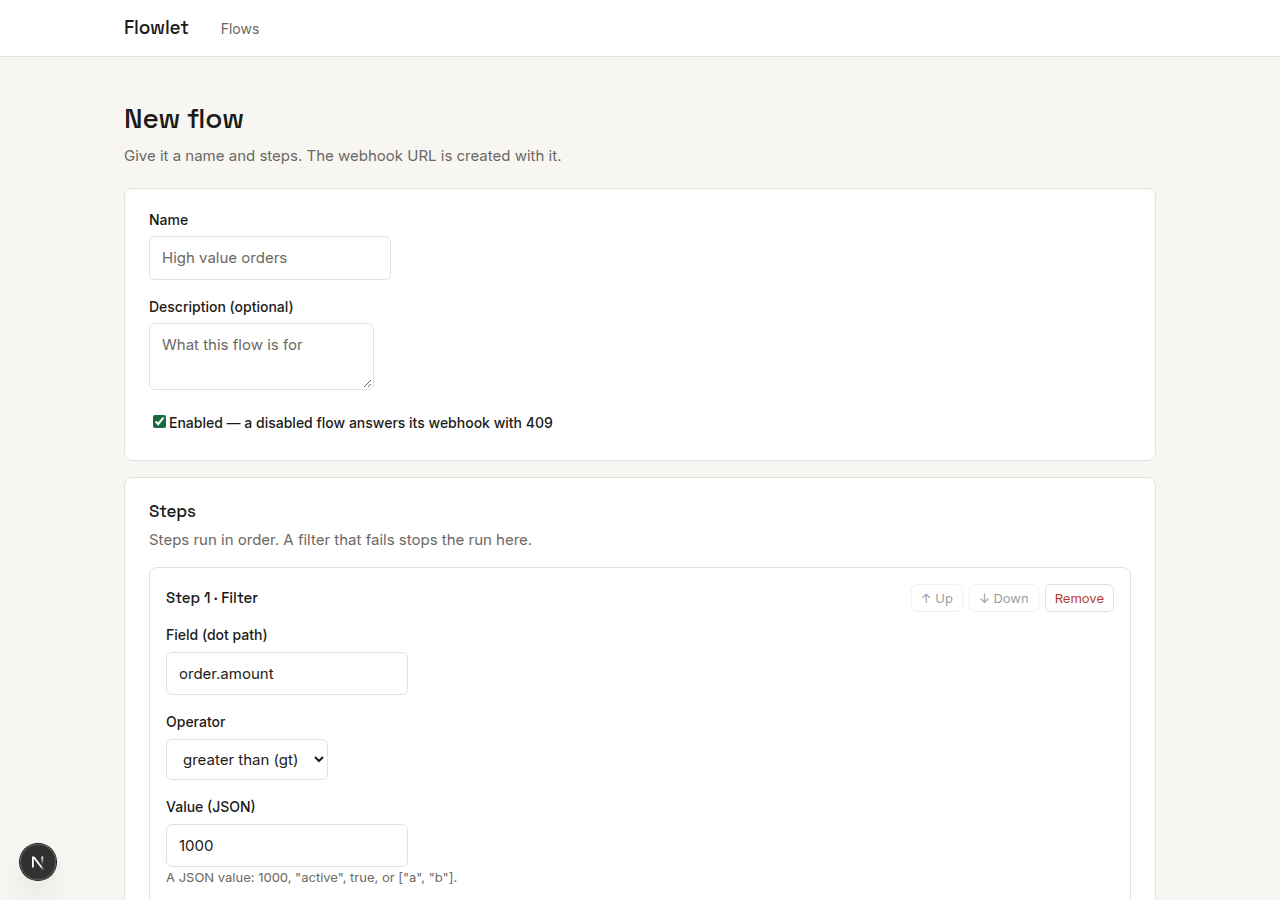 Flowlet Flows
New flow
Give it a name and steps. The webhook URL is created with it.
Name
High value orders
Description (optional)
What this flow is for
Enabled — a disabled flow answers its webhook with 409
Steps
Steps run in order. A filter that fails stops the run here.
Step 1 · Filter ↑ Up ↓ Down Remove
Field (dot path)
order.amount
Operator
greater than (gt)
Value (JSON)
1000
A JSON value: 1000, "active", true, or ["a", "b"].
N